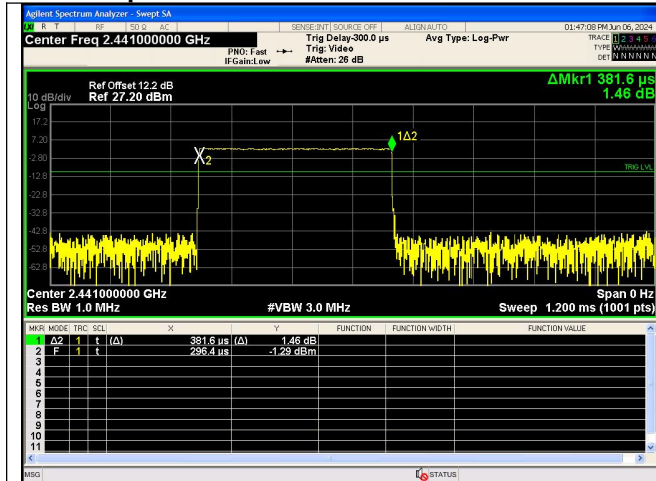 Agilent Spectrum Analyzer - Swept SA
R T RF 50 Ω AC SENSE:INT SOURCE OFF ALIGN AUTO 01:47:08 PM Jun 06, 2024
Center Freq 2.441000000 GHz Trig Delay-300.0 µs Avg Type: Log-Pwr TRACE 1 2 3 4 5 6
PNO: Fast Trig: Video TYPE
IFGain:Low #Atten: 26 dB DET N N N N N N
ΔMkr1 381.6 µs
Ref Offset 12.2 dB 1.46 dB
10 dB/div Ref 27.20 dBm
Log
17.2
1Δ2
7.20
2
-2.80
TRIG LVL
-12.8
-22.8
-32.8
-42.8
-52.8
-62.8
Center 2.441000000 GHz Span 0 Hz
Res BW 1.0 MHz #VBW 3.0 MHz Sweep 1.200 ms (1001 pts)
MKR MODE TRC SCL X Y FUNCTION FUNCTION WIDTH FUNCTION VALUE
1 Δ2 1 t (Δ) 381.6 µs (Δ) 1.46 dB
2 F 1 t 296.4 µs -1.29 dBm
3
4
5
6
7
8
9
10
11
MSG STATUS